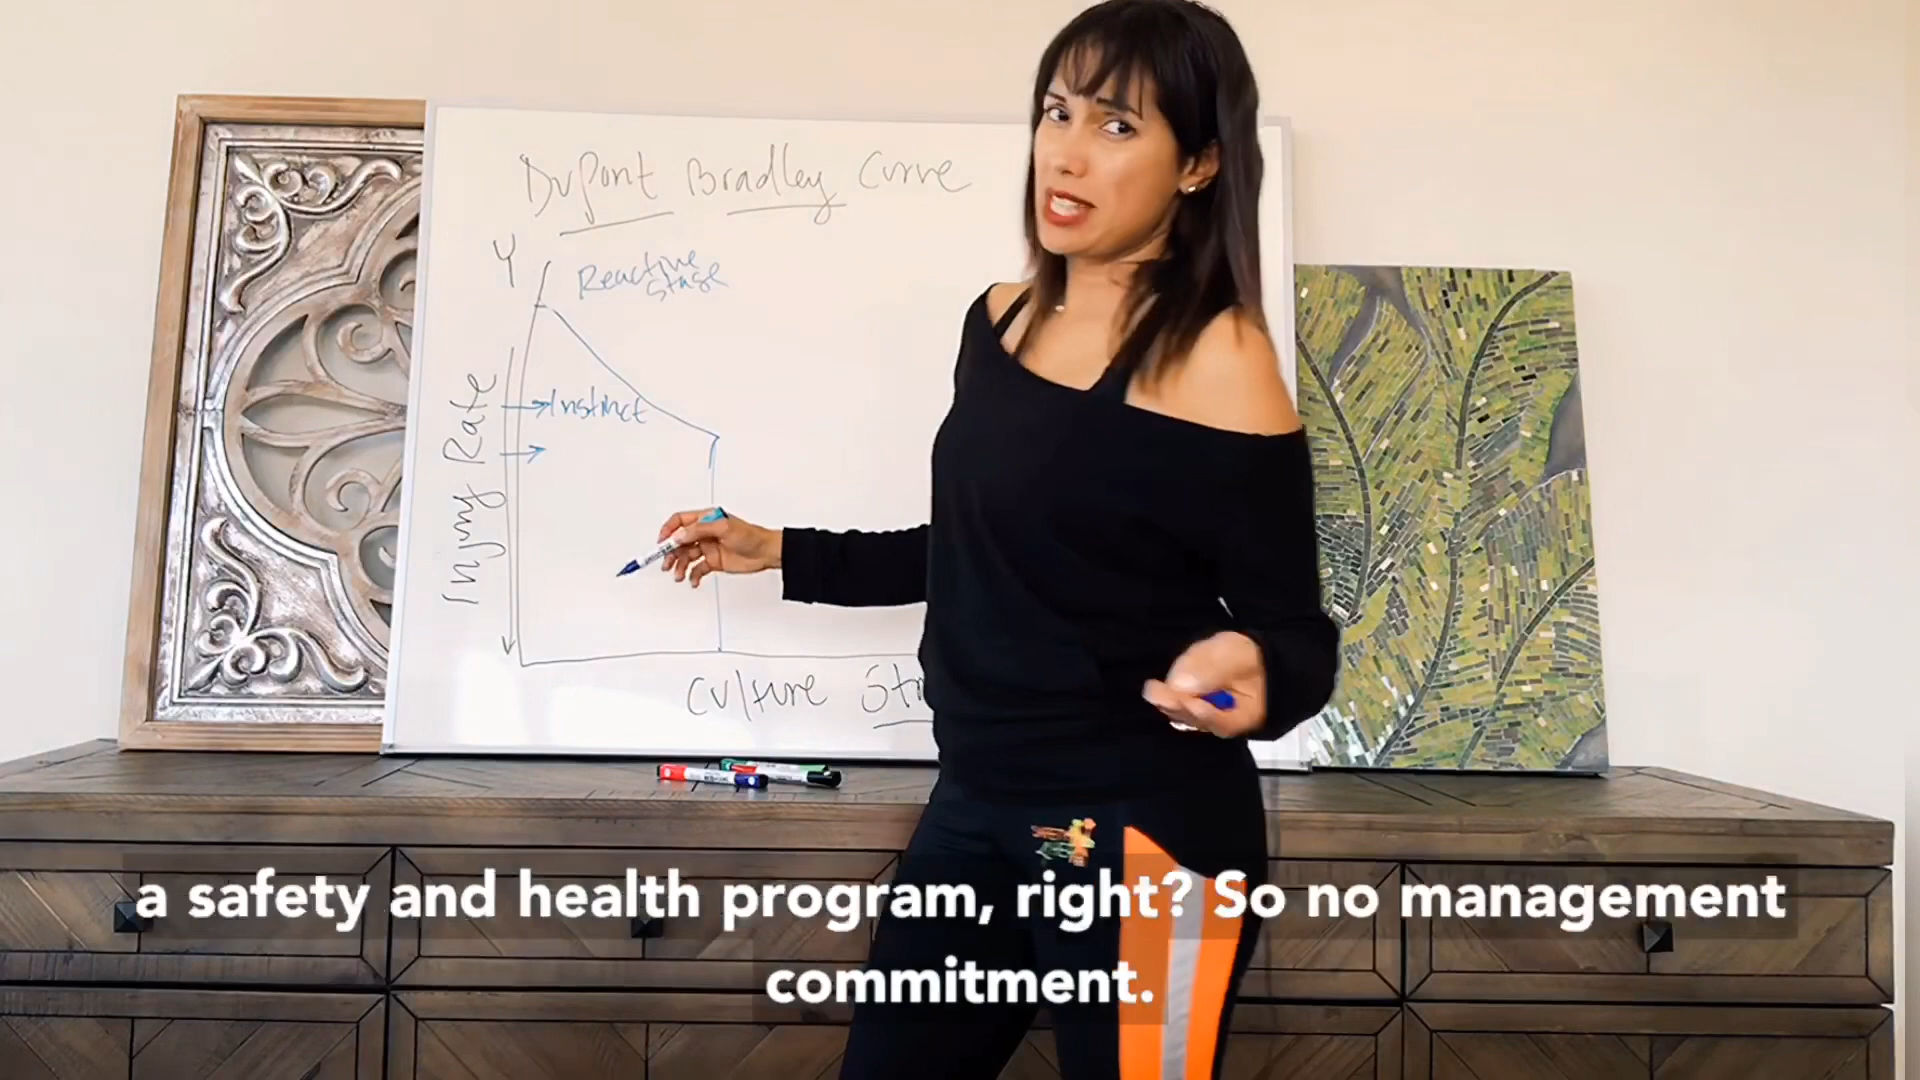 DuPont Bradley Curve
Y
Reactive
Stage
Instinct
Injury Rate
Culture
a safety and health program, right? So no management
commitment.